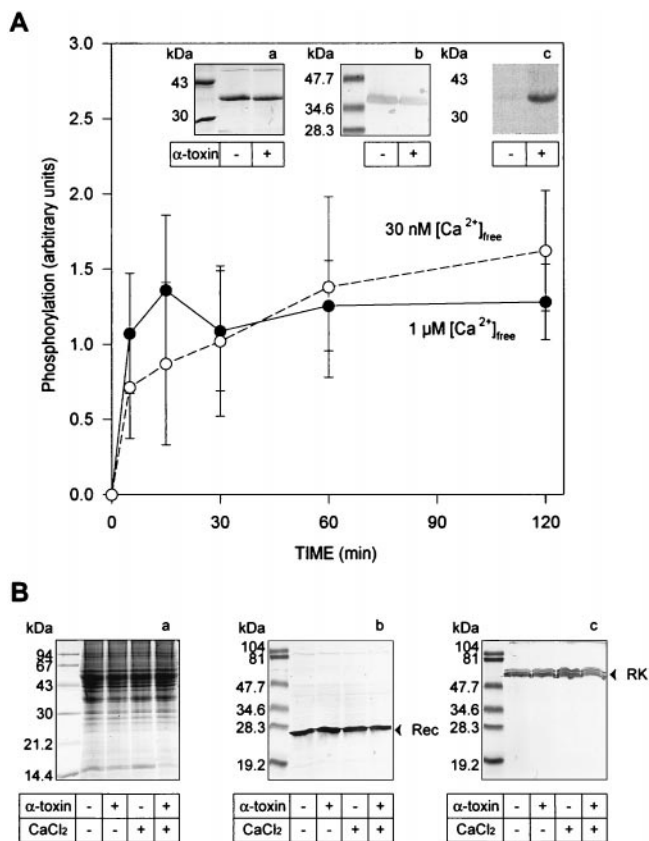 A
kDa a kDa b kDa c
43 47.7 43
30 34.6 30
28.3
α-toxin - + - + - +
3.0
2.5
2.0
1.5
1.0
0.5
0.0
Phosphorylation (arbitrary units)
30 nM [Ca²⁺]free
1 µM [Ca²⁺]free
0 30 60 90 120
TIME (min)
B
kDa a kDa b kDa c
94 104 104
67 81 81
43 47.7 47.7
30 34.6 34.6
21.2 28.3 28.3
14.4 19.2 19.2
Rec
RK
α-toxin - + - + α-toxin - + - + α-toxin - + - +
CaCl₂ - - + + CaCl₂ - - + + CaCl₂ - - + +